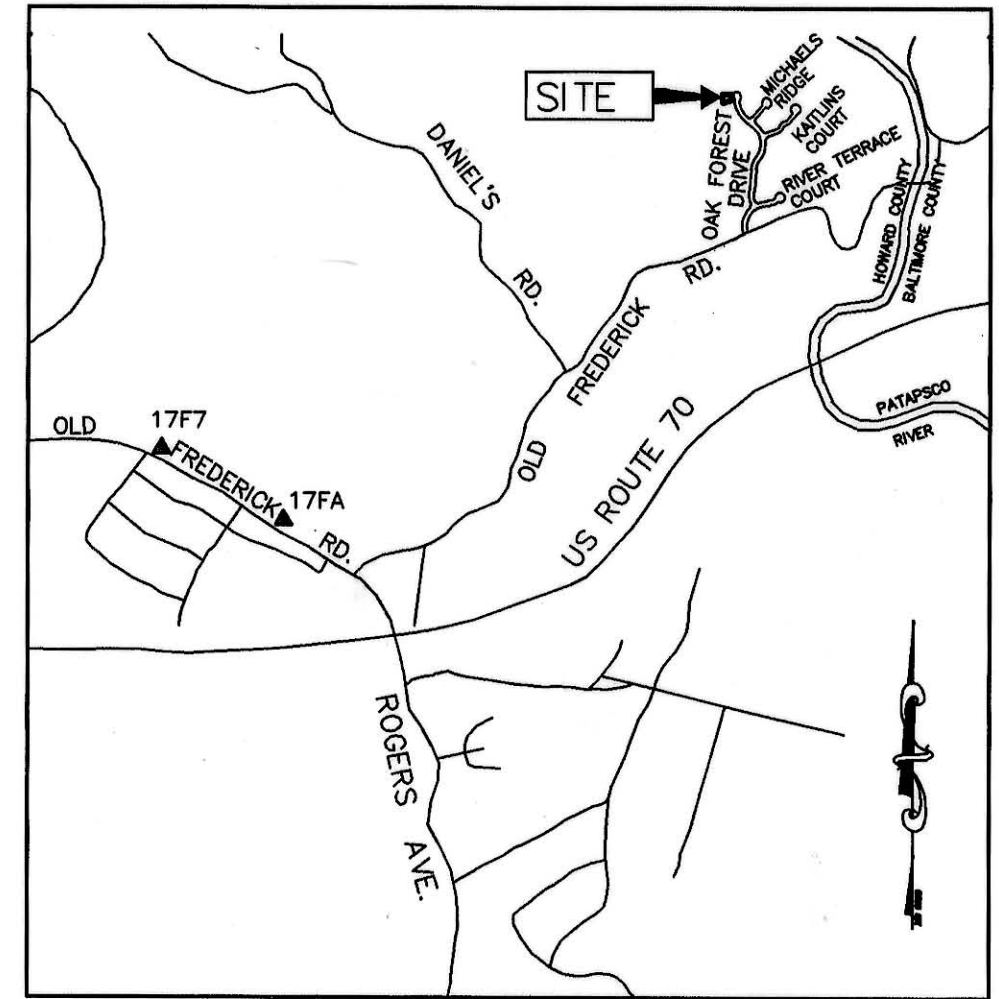 SITE
MICHAELS
RIDGE
KAITLINS
COURT
OAK FOREST
DRIVE
RIVER TERRACE
COURT
HOWARD COUNTY
BALTIMORE COUNTY
DANIEL'S
RD.
OLD
FREDERICK
RD.
US ROUTE 70
PATAPSCO
RIVER
OLD
17F7
FREDERICK
17FA
RD.
ROGERS
AVE.